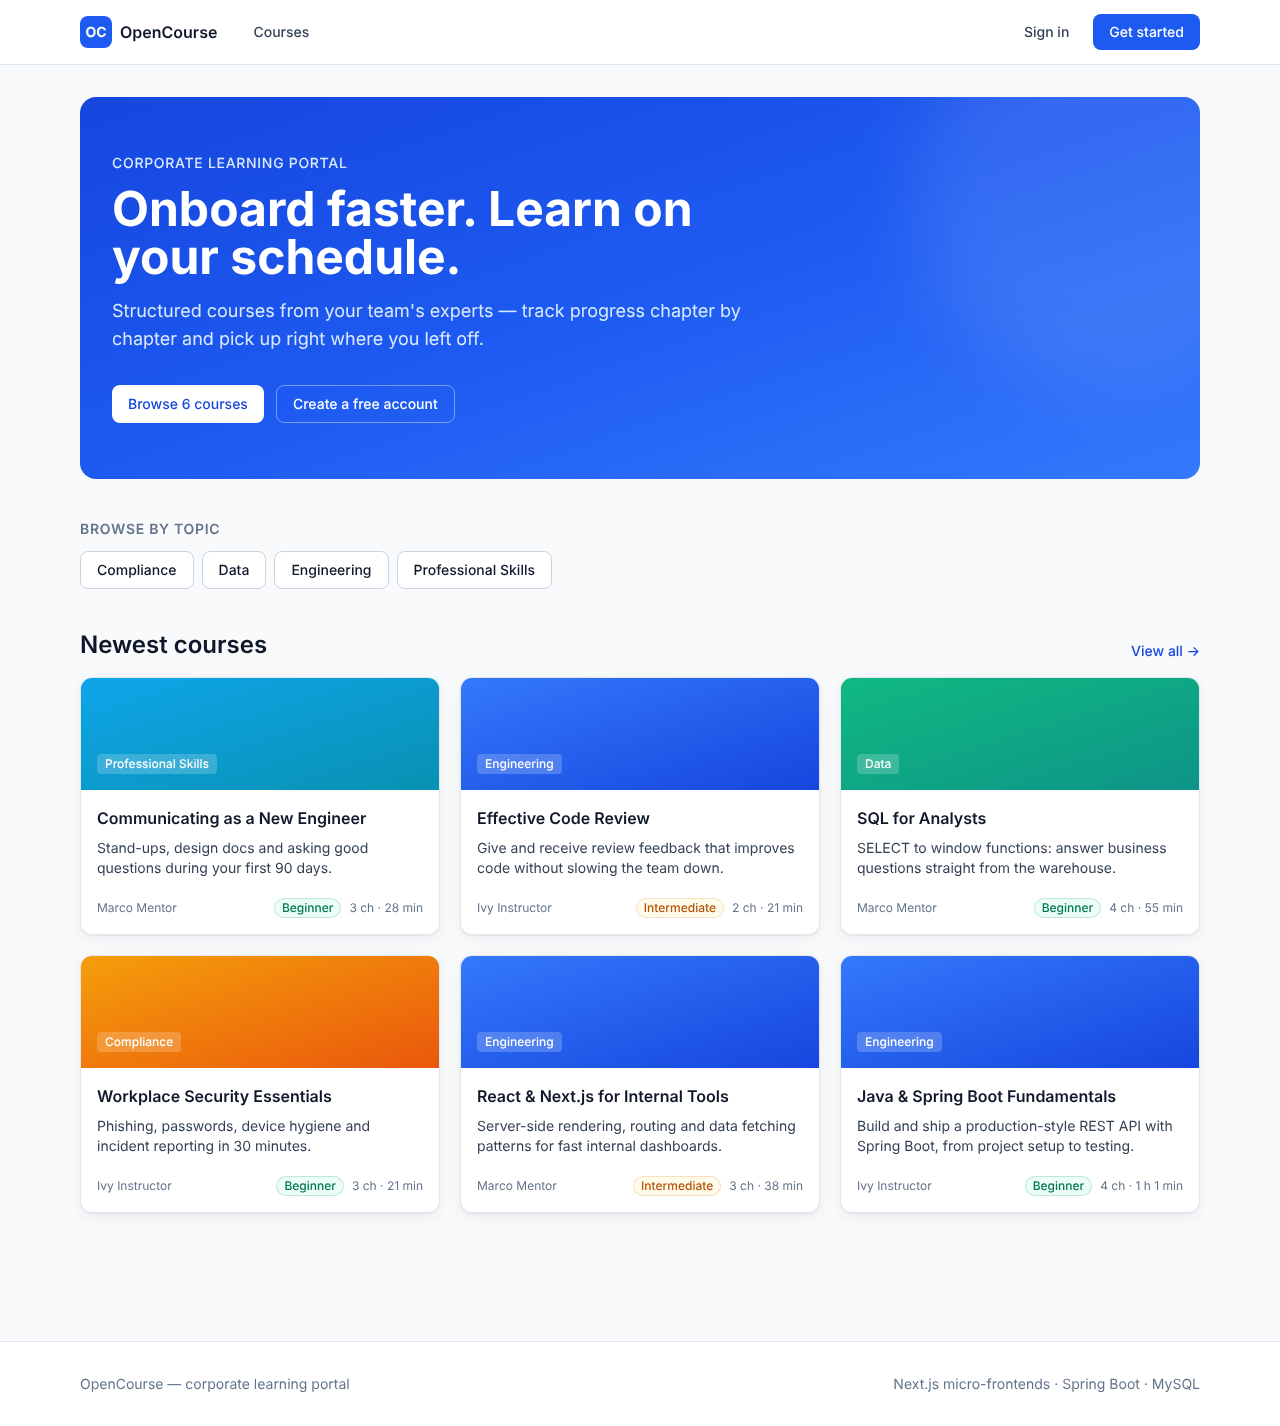 OC OpenCourse Courses Sign in Get started
CORPORATE LEARNING PORTAL
Onboard faster. Learn on
your schedule.
Structured courses from your team's experts — track progress chapter by
chapter and pick up right where you left off.
Browse 6 courses Create a free account
BROWSE BY TOPIC
Compliance Data Engineering Professional Skills
Newest courses View all →
Professional Skills
Communicating as a New Engineer
Stand-ups, design docs and asking good
questions during your first 90 days.
Marco Mentor Beginner 3 ch · 28 min
Engineering
Effective Code Review
Give and receive review feedback that improves
code without slowing the team down.
Ivy Instructor Intermediate 2 ch · 21 min
Data
SQL for Analysts
SELECT to window functions: answer business
questions straight from the warehouse.
Marco Mentor Beginner 4 ch · 55 min
Compliance
Workplace Security Essentials
Phishing, passwords, device hygiene and
incident reporting in 30 minutes.
Ivy Instructor Beginner 3 ch · 21 min
Engineering
React & Next.js for Internal Tools
Server-side rendering, routing and data fetching
patterns for fast internal dashboards.
Marco Mentor Intermediate 3 ch · 38 min
Engineering
Java & Spring Boot Fundamentals
Build and ship a production-style REST API with
Spring Boot, from project setup to testing.
Ivy Instructor Beginner 4 ch · 1 h 1 min
OpenCourse — corporate learning portal Next.js micro-frontends · Spring Boot · MySQL